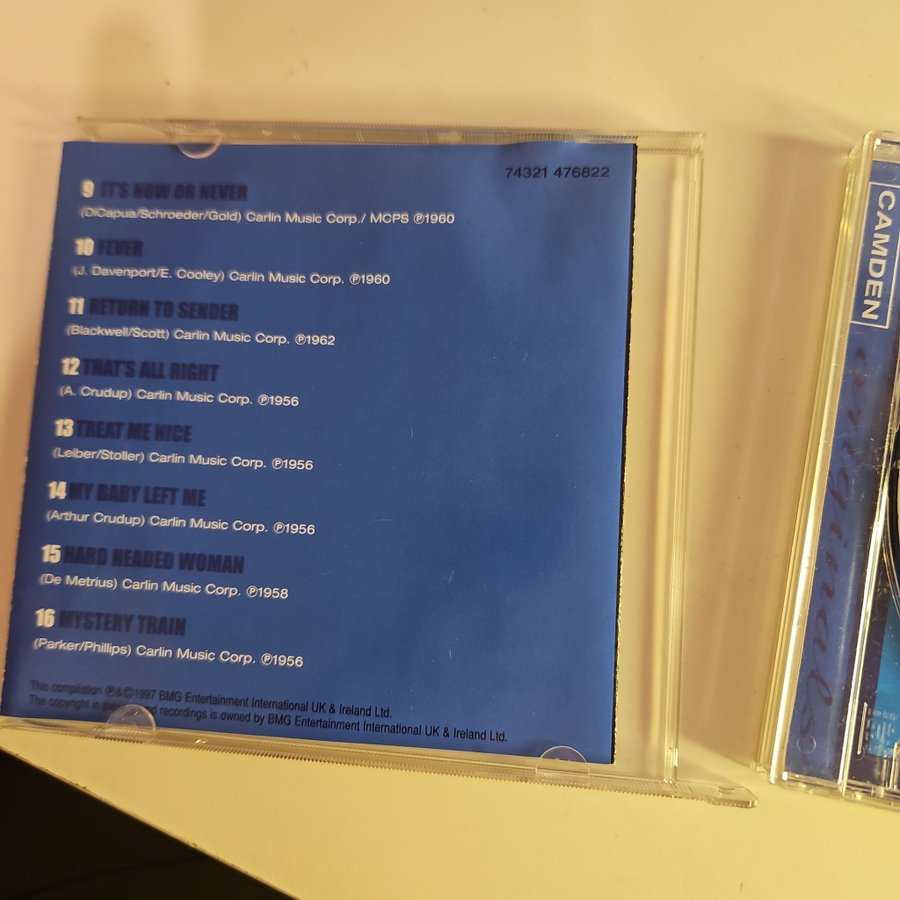 74321 476822
9 IT'S NOW OR NEVER
(DiCapua/Schroeder/Gold) Carlin Music Corp./ MCPS ℗1960
10 FEVER
(J. Davenport/E. Cooley) Carlin Music Corp. ℗1960
11 RETURN TO SENDER
(Blackwell/Scott) Carlin Music Corp. ℗1962
12 THAT'S ALL RIGHT
(A. Crudup) Carlin Music Corp. ℗1956
13 TREAT ME NICE
(Leiber/Stoller) Carlin Music Corp. ℗1956
14 MY BABY LEFT ME
(Arthur Crudup) Carlin Music Corp. ℗1956
15 HARD HEADED WOMAN
(De Metrius) Carlin Music Corp. ℗1958
16 MYSTERY TRAIN
(Parker/Phillips) Carlin Music Corp. ℗1956
This compilation ℗&©1997 BMG Entertainment International UK & Ireland Ltd.
The copyright in recordings is owned by BMG Entertainment International UK & Ireland Ltd.
CAMDEN
originals